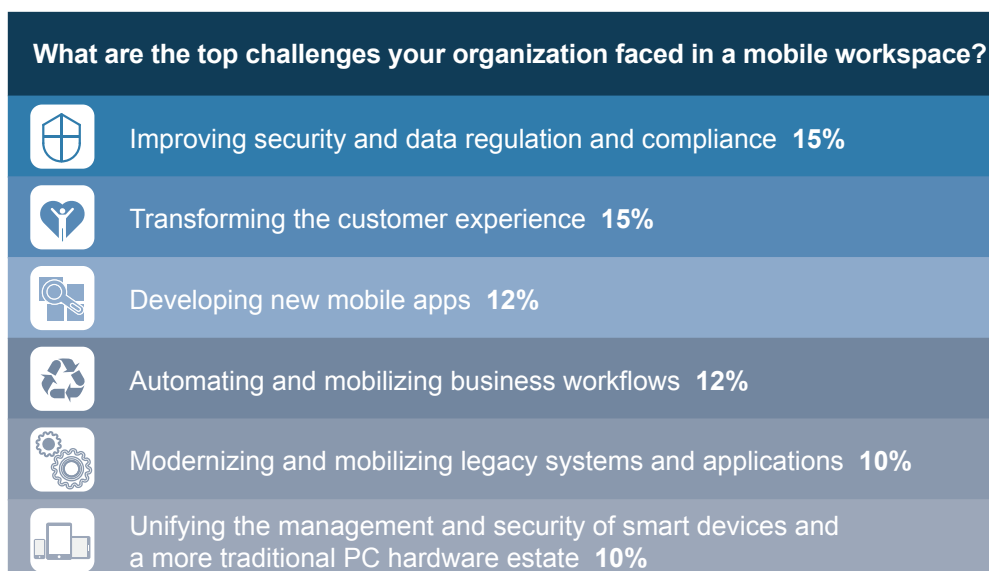 What are the top challenges your organization faced in a mobile workspace?
Improving security and data regulation and compliance 15%
Transforming the customer experience 15%
Developing new mobile apps 12%
Automating and mobilizing business workflows 12%
Modernizing and mobilizing legacy systems and applications 10%
Unifying the management and security of smart devices and
a more traditional PC hardware estate 10%